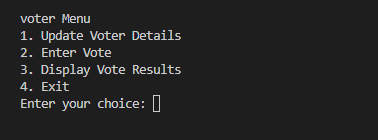 voter Menu
1. Update Voter Details
2. Enter Vote
3. Display Vote Results
4. Exit
Enter your choice: